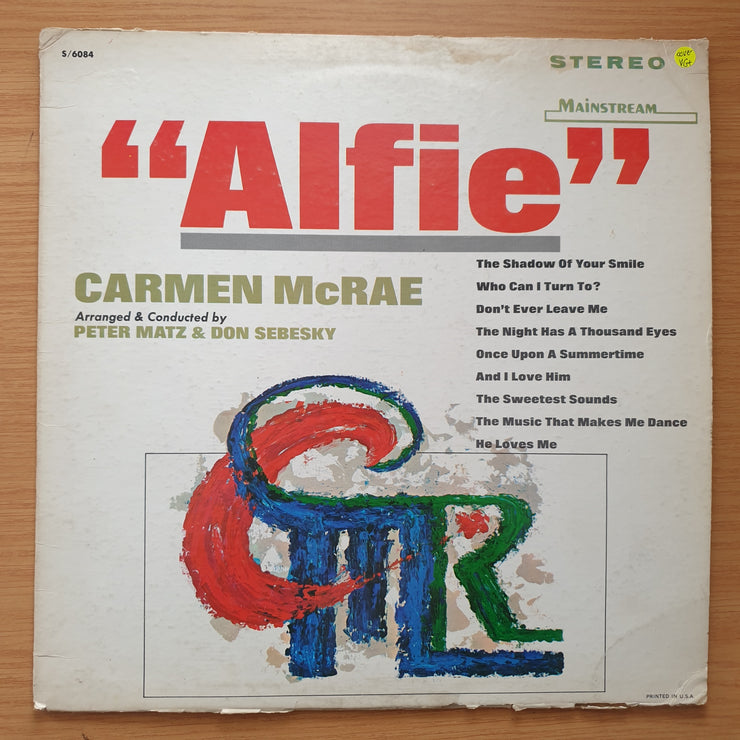 S/6084
STEREO
cover
VG+
MAINSTREAM
“Alfie”
CARMEN McRAE
Arranged & Conducted by
PETER MATZ & DON SEBESKY
The Shadow Of Your Smile
Who Can I Turn To?
Don't Ever Leave Me
The Night Has A Thousand Eyes
Once Upon A Summertime
And I Love Him
The Sweetest Sounds
The Music That Makes Me Dance
He Loves Me
PRINTED IN U.S.A.